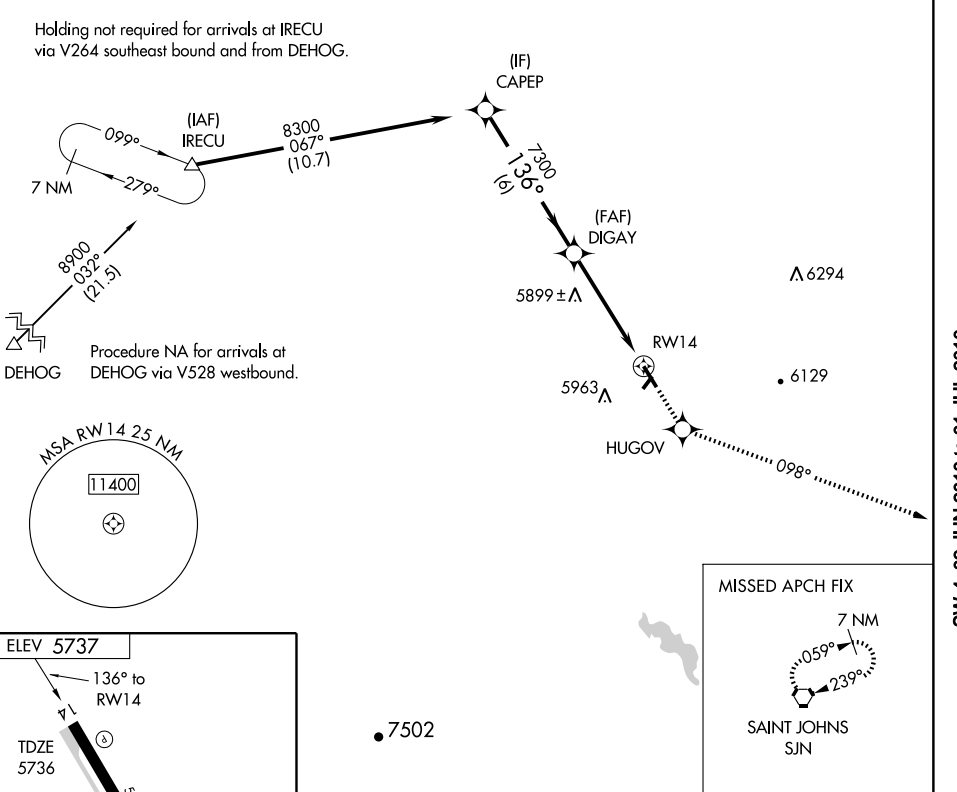 Holding not required for arrivals at IRECU
via V264 southeast bound and from DEHOG.
(IF)
CAPEP
(IAF)
IRECU
099°
279°
7 NM
8300
067°
(10.7)
7300
136°
(6)
(FAF)
DIGAY
8900
032°
(21.5)
DEHOG
Procedure NA for arrivals at
DEHOG via V528 westbound.
5899±
6294
RW14
5963
6129
HUGOV
098°
MSA RW14 25 NM
11400
MISSED APCH FIX
7 NM
059°
239°
SAINT JOHNS
SJN
ELEV 5737
136° to
RW14
14
P
TDZE
5736
7502